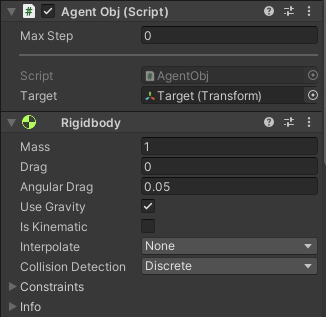 Agent Obj (Script)
Max Step 0
Script AgentObj
Target Target (Transform)
Rigidbody
Mass 1
Drag 0
Angular Drag 0.05
Use Gravity
Is Kinematic
Interpolate None
Collision Detection Discrete
Constraints
Info